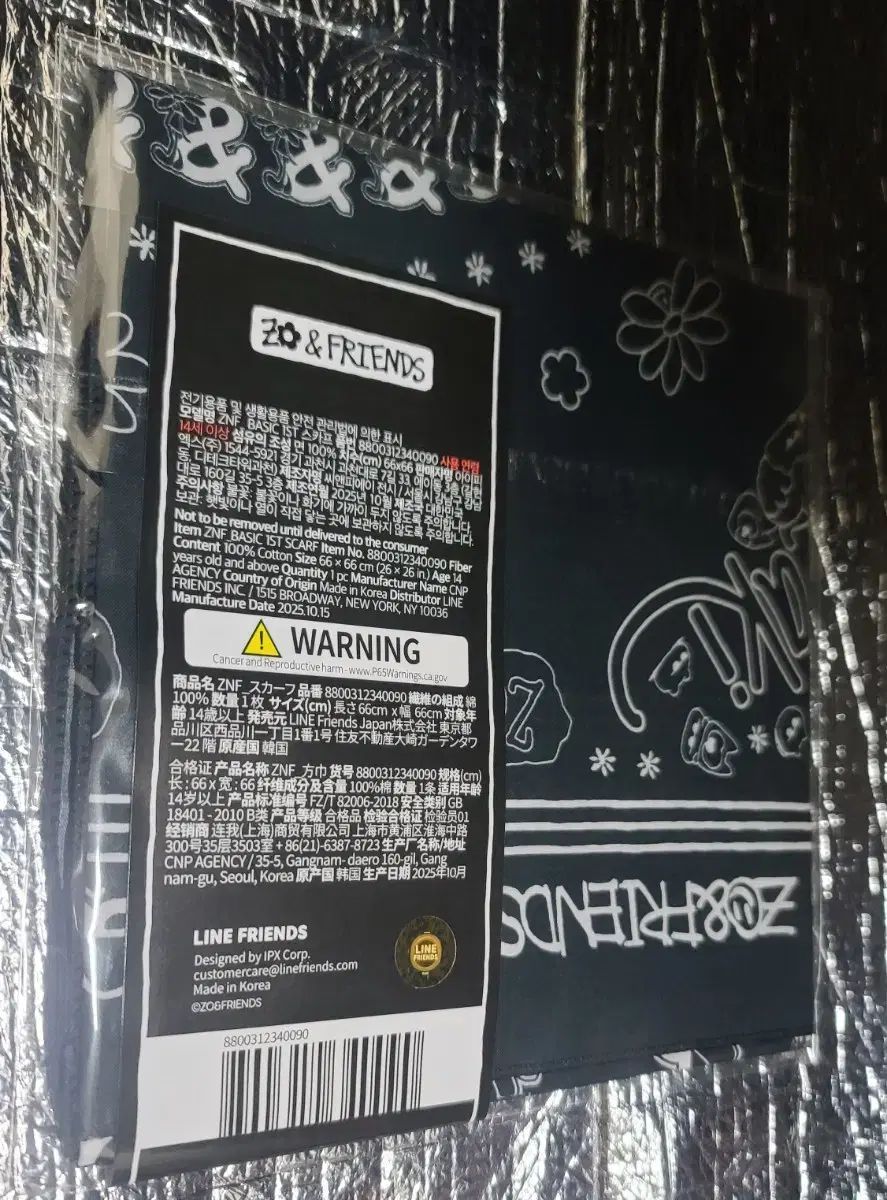 & & &
ZO & FRIENDS
전기용품 및 생활용품 안전 관리법에 의한 표시
모델명 ZNF_BASIC 1ST 스카프 품번 8800312340090 사용 연령
14세 이상 섬유의 조성 면 100% 치수(cm) 66x66 판매자명 아이피
엑스(주) 1544-5921 경기 과천시 과천대로 7길 33, 에이동 3층 (갈현
동, 디테크타워과천) 제조자명 씨앤피에이전시 / 서울시 강남구 강남
대로 160길 35-5 3층 제조연월 2025년 10월 제조국 대한민국
주의사항 불꽃: 불꽃이나 화기에 가까이 두지 않도록 주의합니다.
보관: 햇빛이나 열이 직접 닿는 곳에 보관하지 않도록 주의합니다.
Not to be removed until delivered to the consumer
Item ZNF_BASIC 1ST SCARF Item No. 8800312340090 Fiber
Content 100% Cotton Size 66 × 66 cm (26 × 26 in.) Age 14
years old and above Quantity 1 pc Manufacturer Name CNP
AGENCY Country of Origin Made in Korea Distributor LINE
FRIENDS INC / 1515 BROADWAY, NEW YORK, NY 10036
Manufacture Date 2025.10.15
WARNING
Cancer and Reproductive harm - www.P65Warnings.ca.gov
商品名 ZNF_スカーフ 品番 8800312340090 繊維の組成 綿
100% 数量 1 枚 サイズ(cm) 長さ 66cm x 幅 66cm 対象年
齢 14歳以上 発売元 LINE Friends Japan株式会社 東京都
品川区西品川一丁目1番1号 住友不動産大崎ガーデンタワ
ー22 階 原産国 韓国
合格证 产品名称 ZNF_方巾 货号 8800312340090 规格(cm)
长 : 66 x 宽 : 66 纤维成分及含量 100%棉 数量 1条 适用年龄
14岁以上 产品标准编号 FZ/T 82006-2018 安全类别 GB
18401 - 2010 B类 产品等级 合格品 检验合格证 检验员01
经销商 连我(上海)商贸有限公司 上海市黄浦区淮海中路
300号35层3503室 + 86(21)-6387-8723 生产厂名称/地址
CNP AGENCY / 35-5, Gangnam- daero 160-gil, Gang
nam-gu, Seoul, Korea 原产国 韩国 生产日期 2025年10月
LINE FRIENDS
Designed by IPX Corp.
customercare@linefriends.com
Made in Korea
©ZO&FRIENDS
LINE
FRIENDS
8800312340090
Z
ZO&FRIENDS